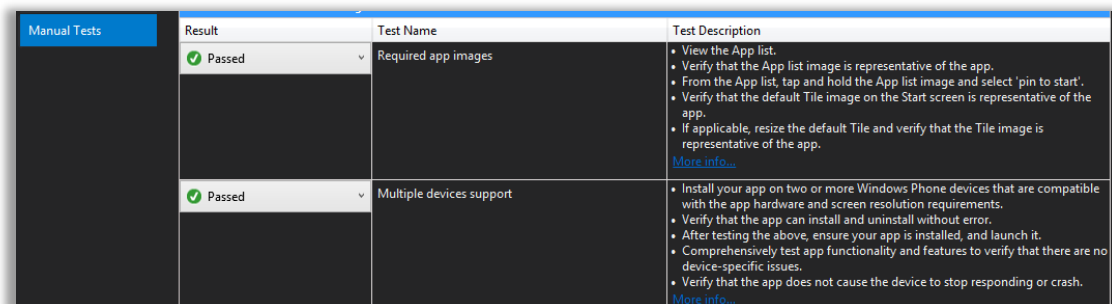 Manual Tests
Result
Test Name
Test Description
Passed
Required app images
• View the App list.
• Verify that the App list image is representative of the app.
• From the App list, tap and hold the App list image and select 'pin to start'.
• Verify that the default Tile image on the Start screen is representative of the
app.
• If applicable, resize the default Tile and verify that the Tile image is
representative of the app.
More info...
Passed
Multiple devices support
• Install your app on two or more Windows Phone devices that are compatible
with the app hardware and screen resolution requirements.
• Verify that the app can install and uninstall without error.
• After testing the above, ensure your app is installed, and launch it.
• Comprehensively test app functionality and features to verify that there are no
device-specific issues.
• Verify that the app does not cause the device to stop responding or crash.
More info...